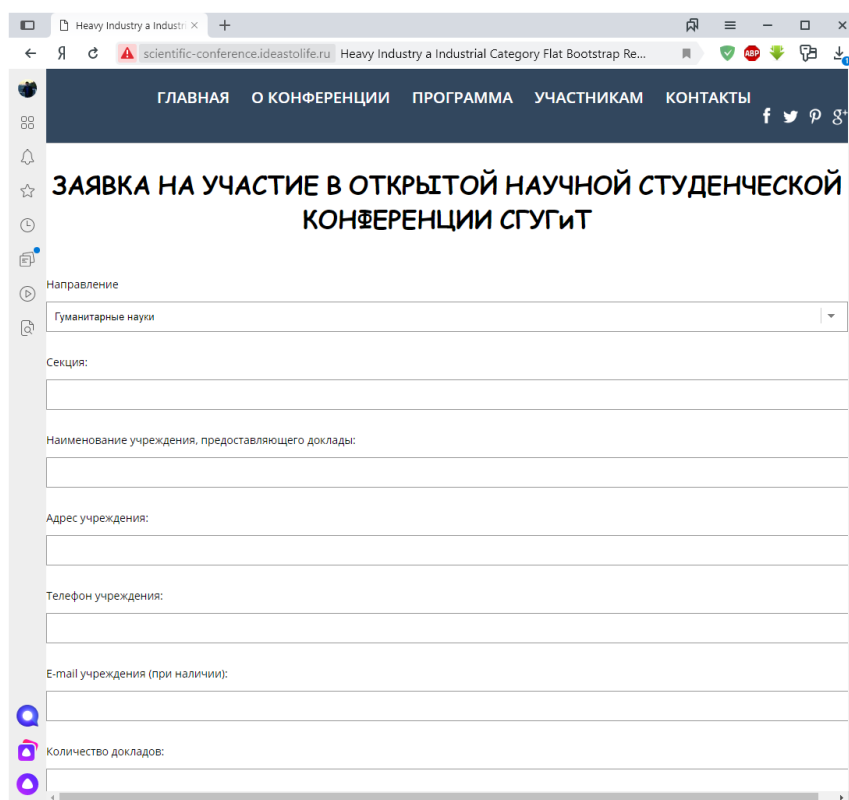 Heavy Industry a Industri
scientific-conference.ideastolife.ru Heavy Industry a Industrial Category Flat Bootstrap Re...
ABP
ГЛАВНАЯ О КОНФЕРЕНЦИИ ПРОГРАММА УЧАСТНИКАМ КОНТАКТЫ
ЗАЯВКА НА УЧАСТИЕ В ОТКРЫТОЙ НАУЧНОЙ СТУДЕНЧЕСКОЙ
КОНФЕРЕНЦИИ СГУГиТ
Направление
Гуманитарные науки
Секция:
Наименование учреждения, предоставляющего доклады:
Адрес учреждения:
Телефон учреждения:
E-mail учреждения (при наличии):
Количество докладов: